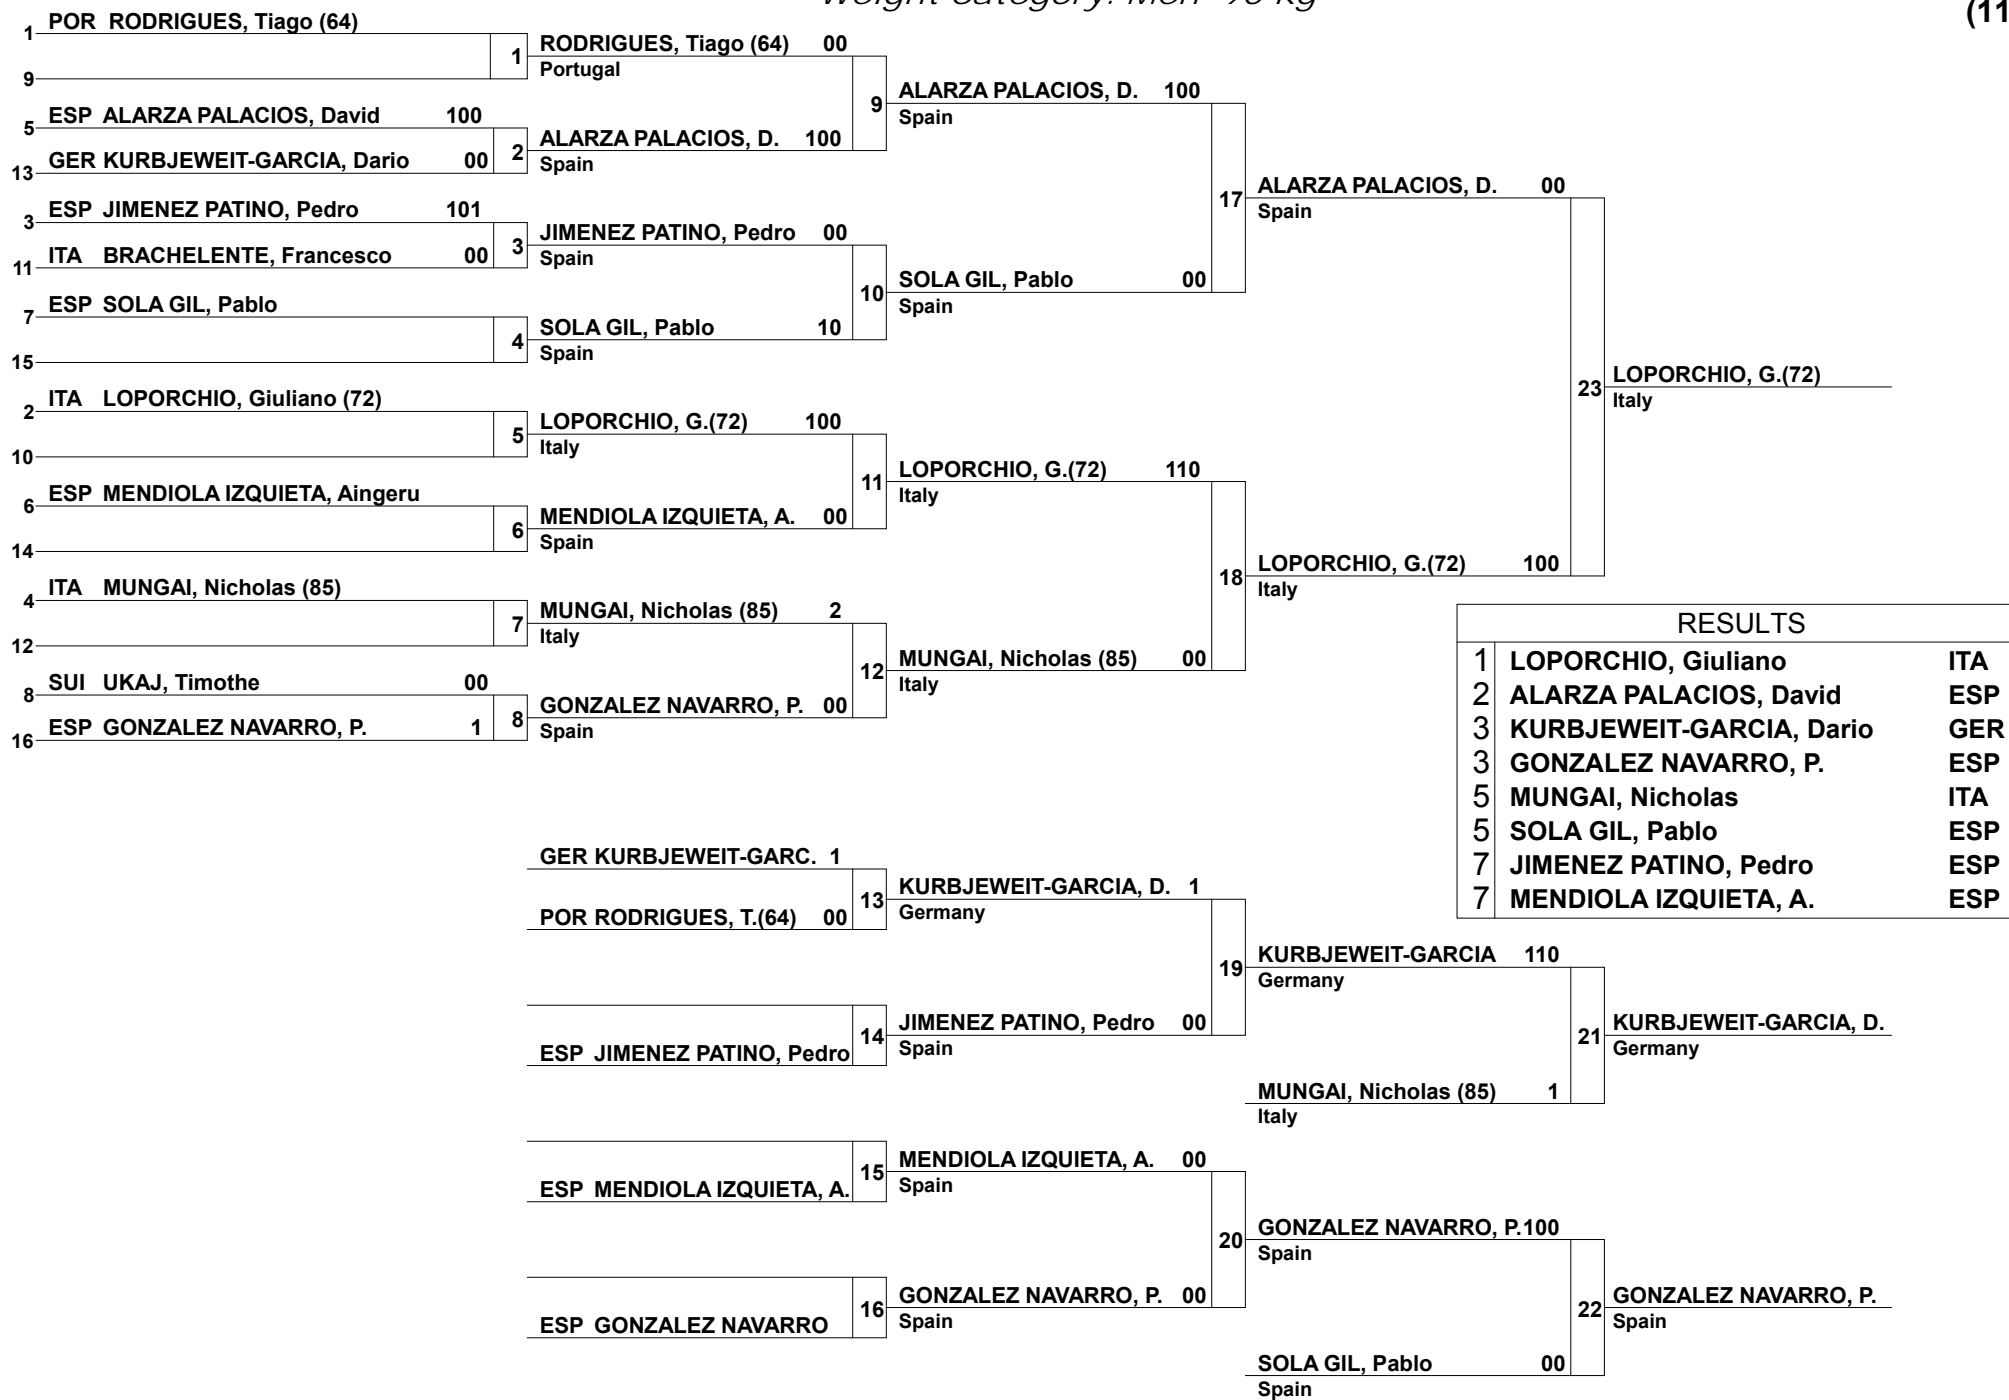 Weight Category: Men -90 kg
(11
1 POR RODRIGUES, Tiago (64)
9
1
5 ESP ALARZA PALACIOS, David 100
13 GER KURBJEWEIT-GARCIA, Dario 00
2
3 ESP JIMENEZ PATINO, Pedro 101
11 ITA BRACHELENTE, Francesco 00
3
7 ESP SOLA GIL, Pablo
15
4
2 ITA LOPORCHIO, Giuliano (72)
10
5
6 ESP MENDIOLA IZQUIETA, Aingeru
14
6
4 ITA MUNGAI, Nicholas (85)
12
7
8 SUI UKAJ, Timothe 00
16 ESP GONZALEZ NAVARRO, P. 1
8
RODRIGUES, Tiago (64) 00
Portugal
ALARZA PALACIOS, D. 100
Spain
9
JIMENEZ PATINO, Pedro 00
Spain
SOLA GIL, Pablo 10
Spain
10
LOPORCHIO, G.(72) 100
Italy
MENDIOLA IZQUIETA, A. 00
Spain
11
MUNGAI, Nicholas (85) 2
Italy
GONZALEZ NAVARRO, P. 00
Spain
12
ALARZA PALACIOS, D. 100
Spain
SOLA GIL, Pablo 00
Spain
17
LOPORCHIO, G.(72) 110
Italy
MUNGAI, Nicholas (85) 00
Italy
18
ALARZA PALACIOS, D. 00
Spain
LOPORCHIO, G.(72) 100
Italy
23
LOPORCHIO, G.(72)
Italy
RESULTS
1 LOPORCHIO, Giuliano ITA
2 ALARZA PALACIOS, David ESP
3 KURBJEWEIT-GARCIA, Dario GER
3 GONZALEZ NAVARRO, P. ESP
5 MUNGAI, Nicholas ITA
5 SOLA GIL, Pablo ESP
7 JIMENEZ PATINO, Pedro ESP
7 MENDIOLA IZQUIETA, A. ESP
GER KURBJEWEIT-GARC. 1
POR RODRIGUES, T.(64) 00
13
ESP JIMENEZ PATINO, Pedro
14
ESP MENDIOLA IZQUIETA, A.
15
ESP GONZALEZ NAVARRO
16
KURBJEWEIT-GARCIA, D. 1
Germany
JIMENEZ PATINO, Pedro 00
Spain
19
MENDIOLA IZQUIETA, A. 00
Spain
GONZALEZ NAVARRO, P. 00
Spain
20
KURBJEWEIT-GARCIA 110
Germany
MUNGAI, Nicholas (85) 1
Italy
21
GONZALEZ NAVARRO, P.100
Spain
SOLA GIL, Pablo 00
Spain
22
KURBJEWEIT-GARCIA, D.
Germany
GONZALEZ NAVARRO, P.
Spain